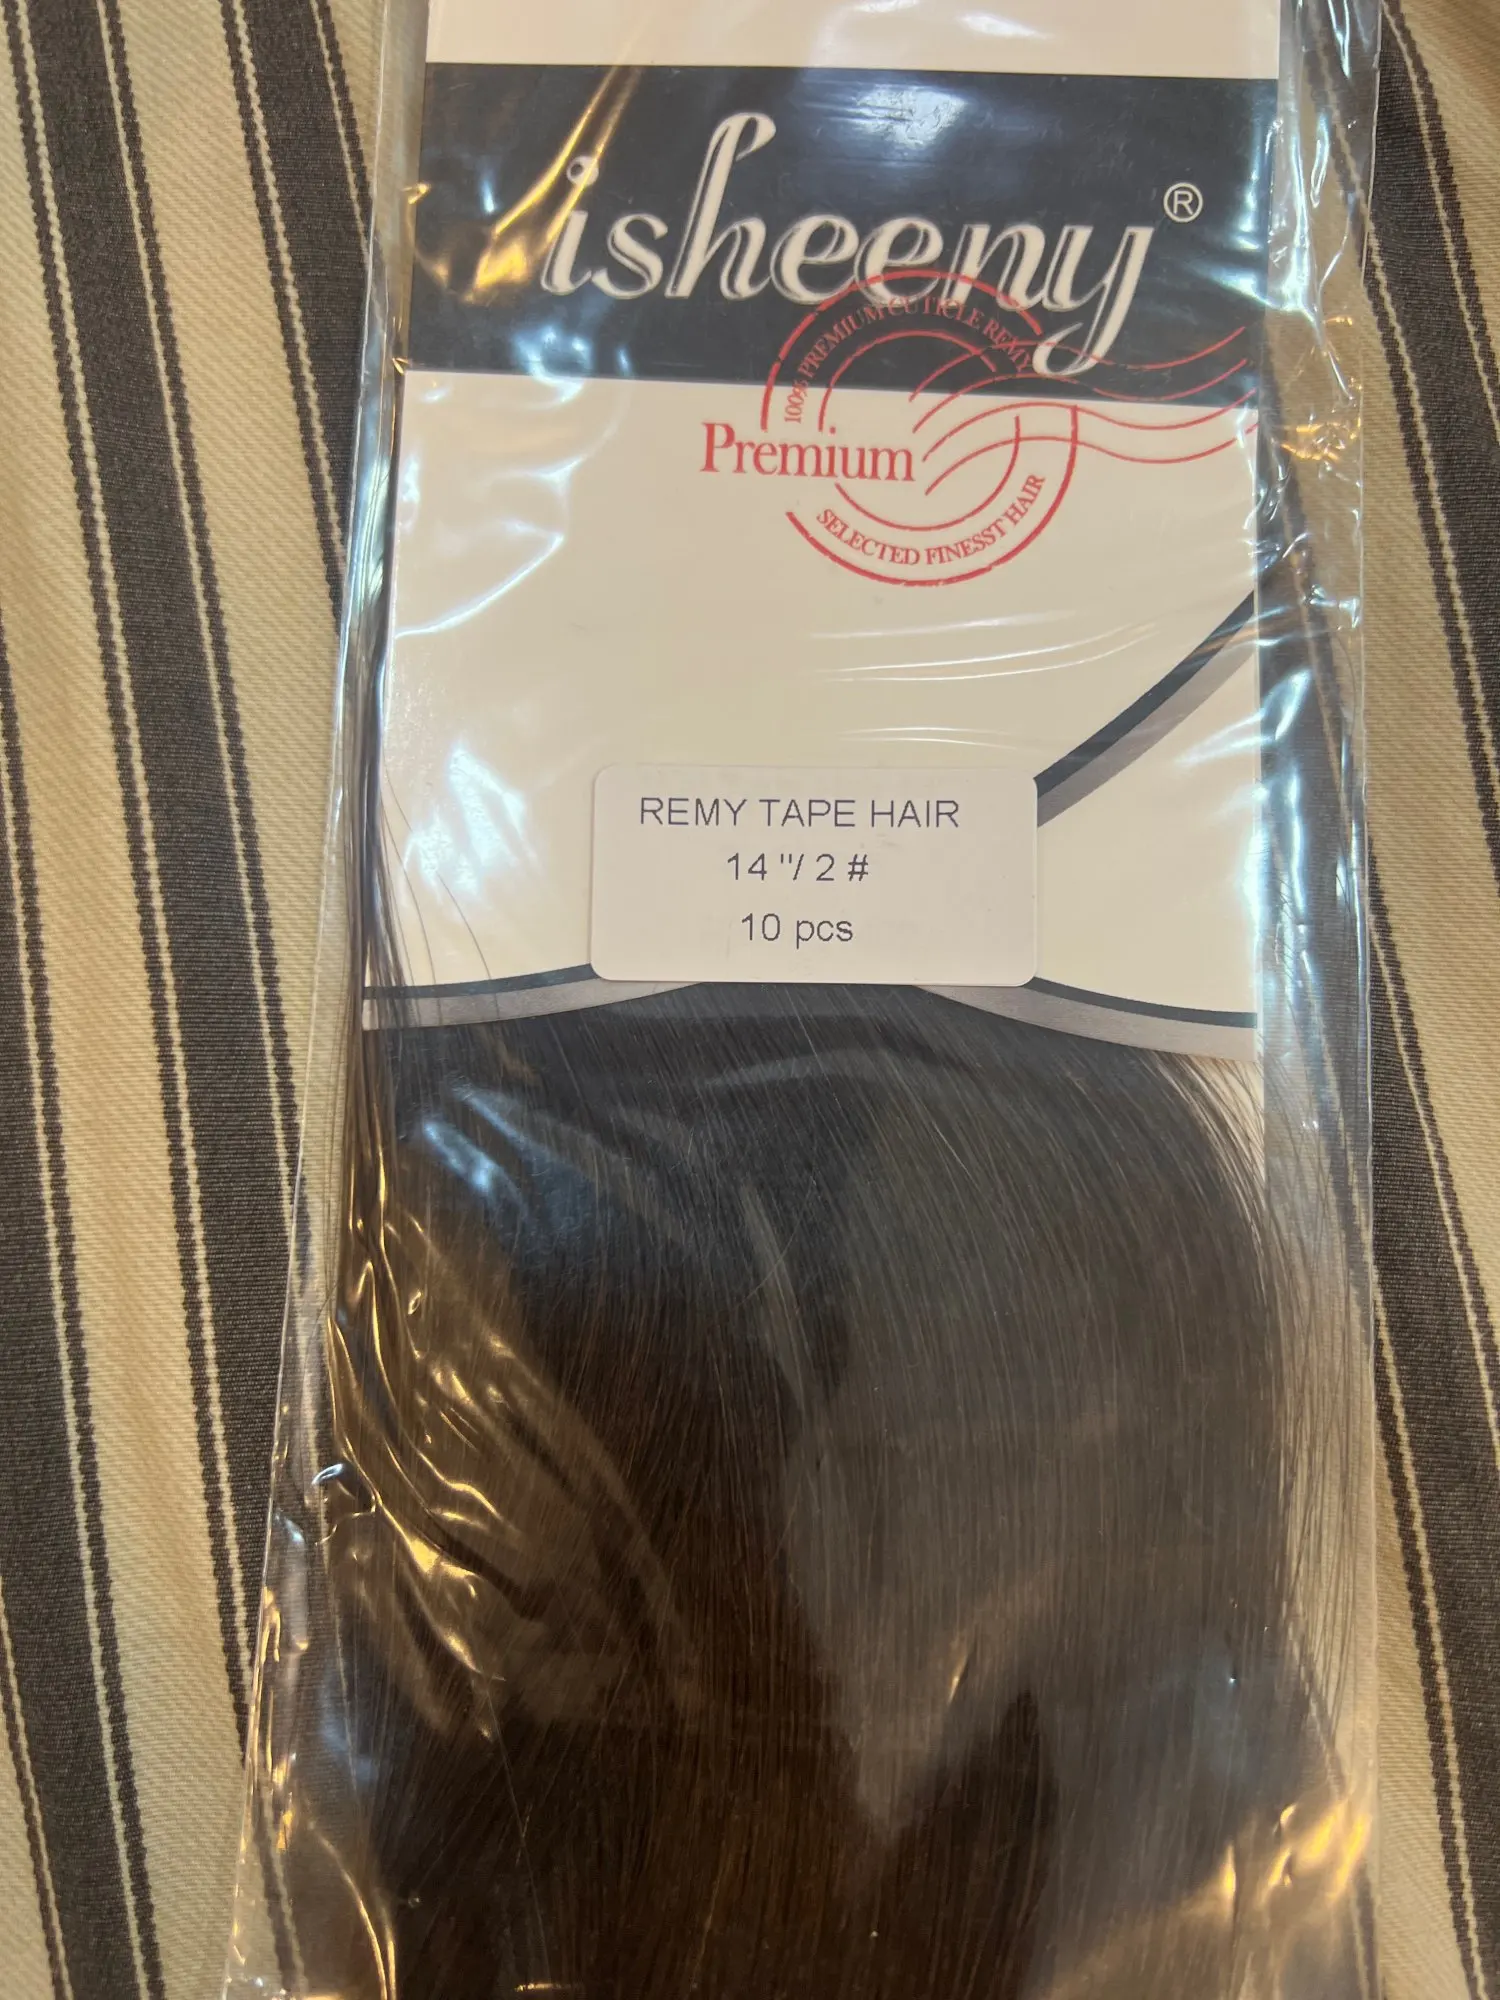 isheeny®
100% PREMIUM CUTICLE REMY
Premium
SELECTED FINESST HAIR
REMY TAPE HAIR
14 "/ 2 #
10 pcs